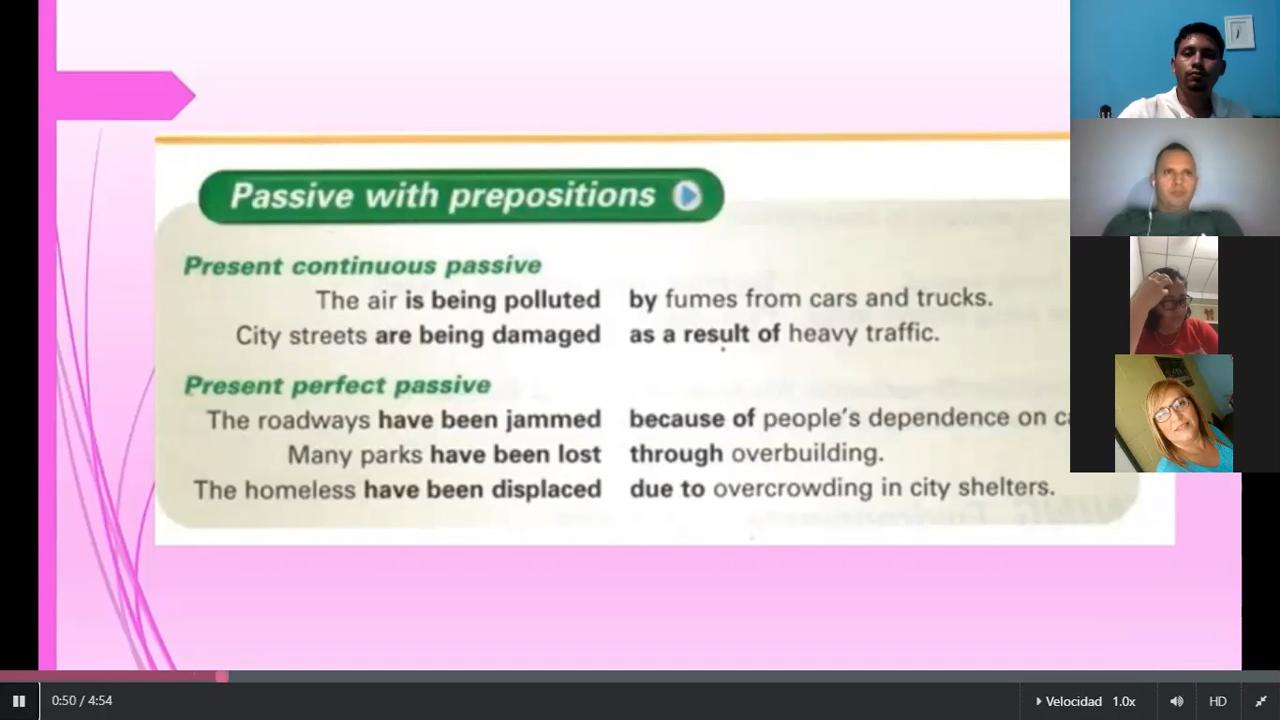 Passive with prepositions
Present continuous passive
The air is being polluted by fumes from cars and trucks.
City streets are being damaged as a result of heavy traffic.
Present perfect passive
The roadways have been jammed because of people's dependence on
Many parks have been lost through overbuilding.
The homeless have been displaced due to overcrowding in city shelters.
0:50 / 4:54
Velocidad 1.0x
HD